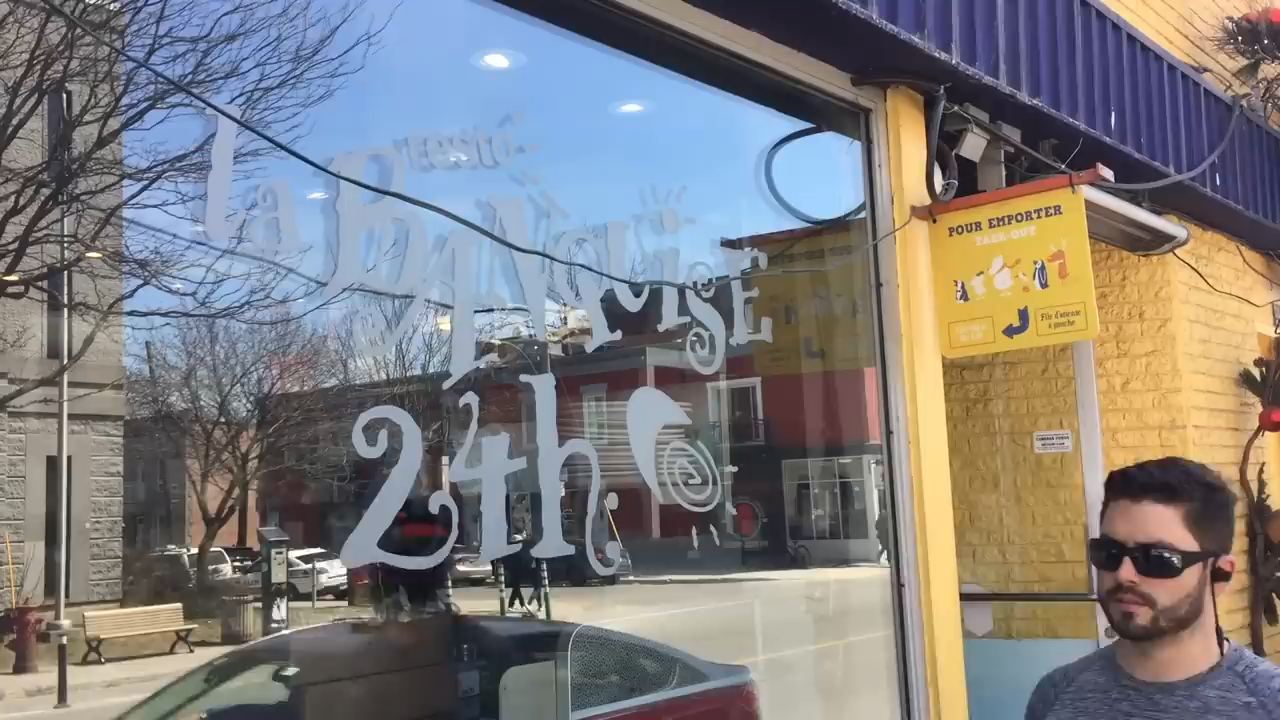 Resto
la BANquise
24h
POUR EMPORTER
TAKE-OUT
File d'attente
à gauche